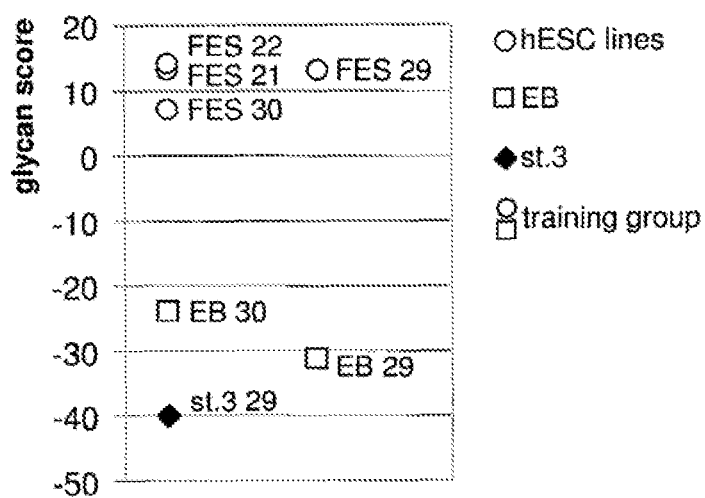 glycan score
20
10
0
-10
-20
-30
-40
-50
FES 22
FES 21
FES 29
FES 30
EB 30
EB 29
st.3 29
hESC lines
EB
st.3
training group